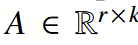 A ∈ ℝ^{r×k}